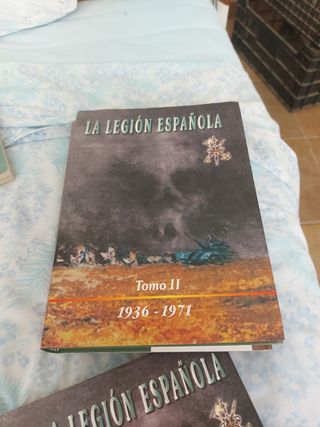 LA LEGIÓN ESPAÑOLA
Tomo II
1936 - 1971
LA LEGIÓN ESPAÑOLA